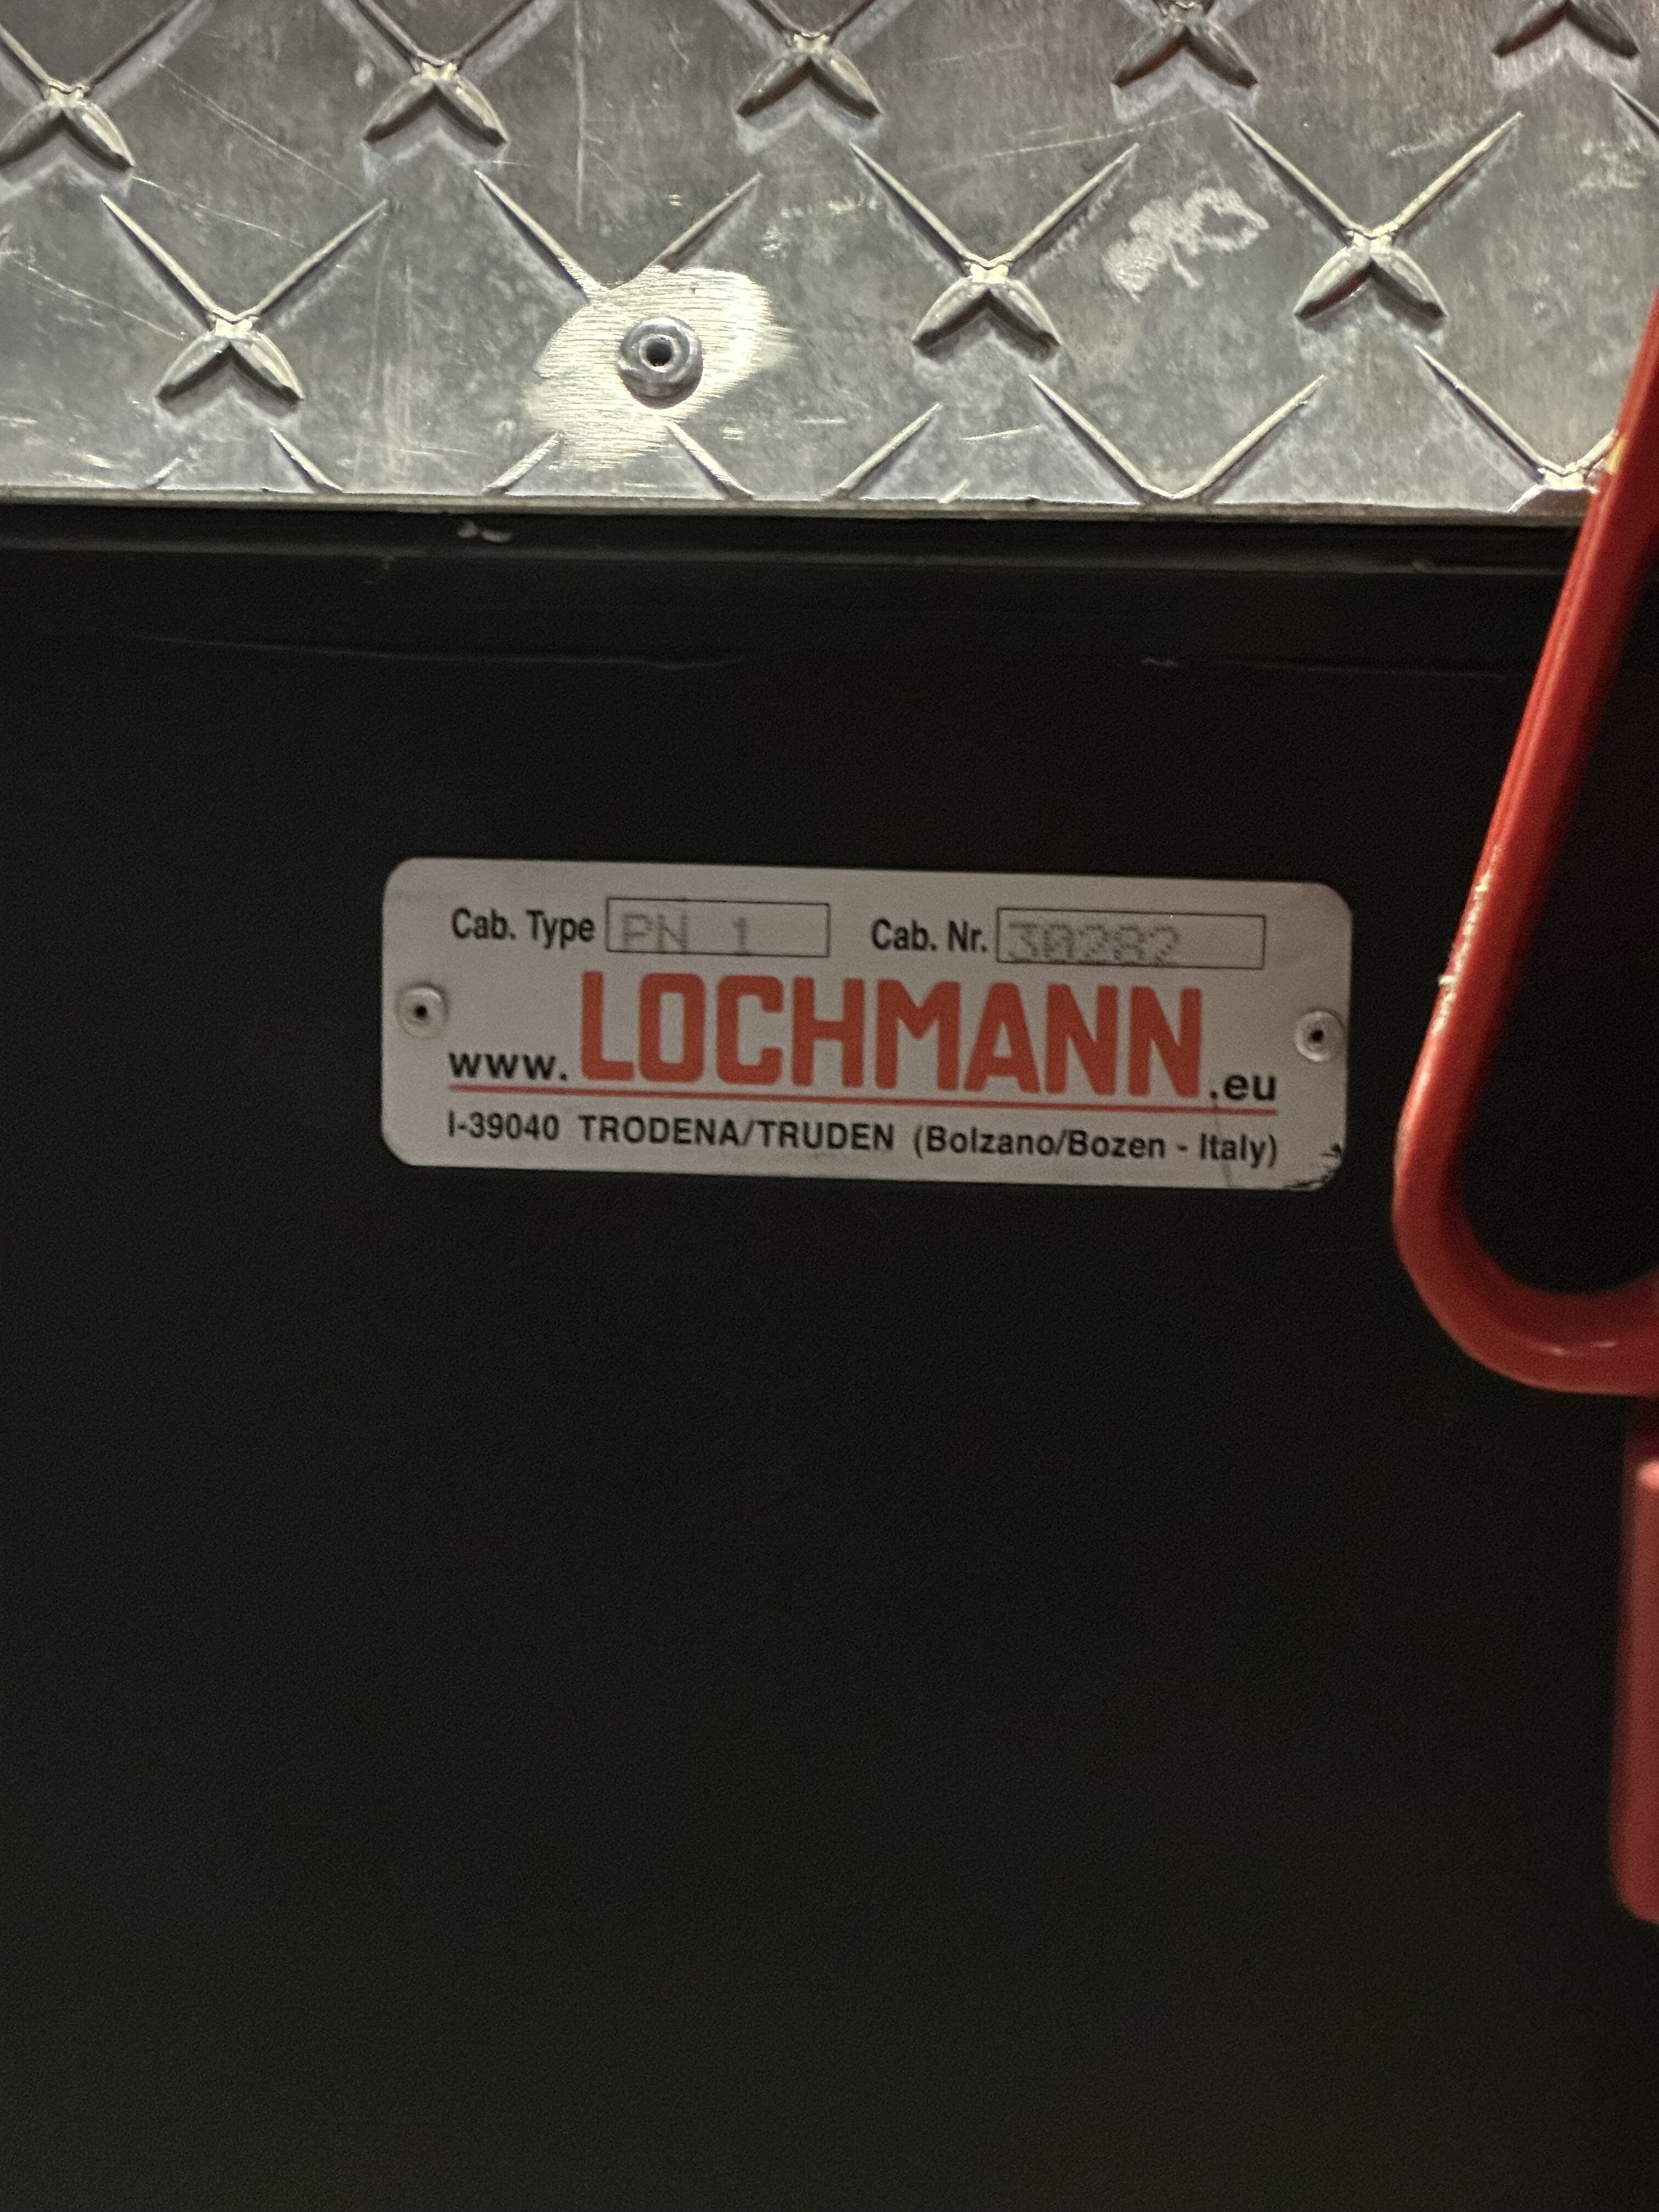 Cab. Type PN 1 Cab. Nr. 30282
www.LOCHMANN.eu
I-39040 TRODENA/TRUDEN (Bolzano/Bozen - Italy)